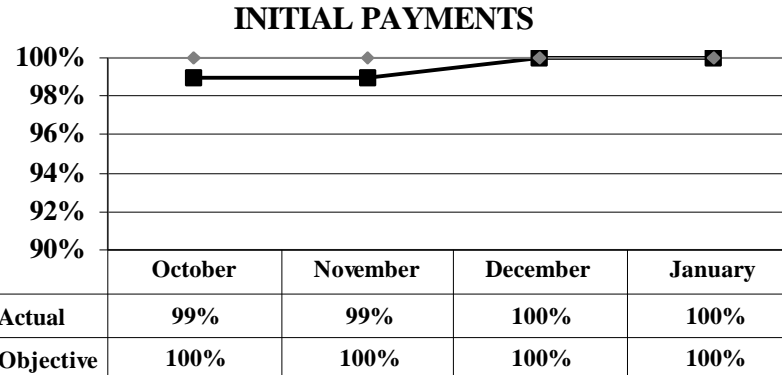 INITIAL PAYMENTS
100%
98%
96%
94%
92%
90%
October November December January
Actual 99% 99% 100% 100%
Objective 100% 100% 100% 100%